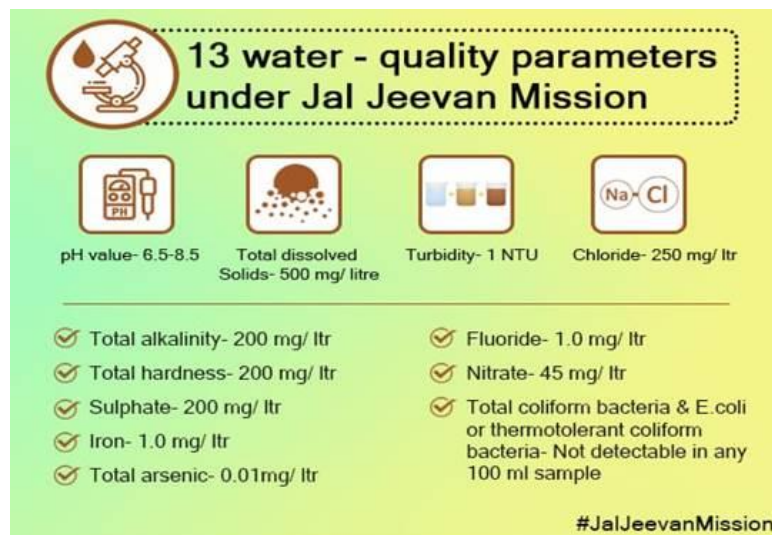 13 water - quality parameters
under Jal Jeevan Mission
PH
Na Cl
pH value- 6.5-8.5
Total dissolved
Solids- 500 mg/ litre
Turbidity- 1 NTU
Chloride- 250 mg/ ltr
Total alkalinity- 200 mg/ ltr
Total hardness- 200 mg/ ltr
Sulphate- 200 mg/ ltr
Iron- 1.0 mg/ ltr
Total arsenic- 0.01mg/ ltr
Fluoride- 1.0 mg/ ltr
Nitrate- 45 mg/ ltr
Total coliform bacteria & E.coli
or thermotolerant coliform
bacteria- Not detectable in any
100 ml sample
#JalJeevanMission